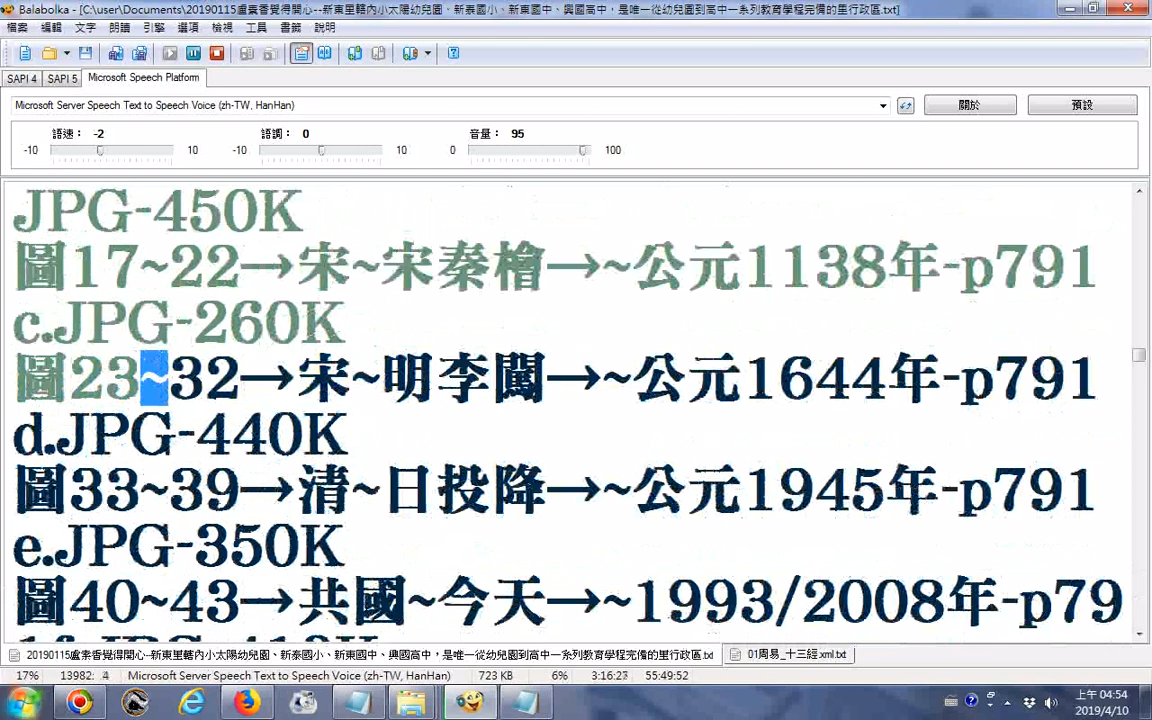 Balabolka - [C:\user\Documents\20190115盧素香覺得開心--新東里轄內小太陽幼兒園、新泰國小、新東國中、興國高中，是唯一從幼兒園到高中一系列教育學程完備的里行政區.txt]
檔案 編輯 文字 朗讀 引擎 選項 檢視 工具 書籤 說明
SAPI 4 SAPI 5 Microsoft Speech Platform
Microsoft Server Speech Text to Speech Voice (zh-TW, HanHan) 關於 預設
語速： -2 語調： 0 音量： 95
-10 10 -10 10 0 100
JPG-450K
圖17~22→宋~宋秦檜→~公元1138年-p791
c.JPG-260K
圖23~32→宋~明李闖→~公元1644年-p791
d.JPG-440K
圖33~39→清~日投降→~公元1945年-p791
e.JPG-350K
圖40~43→共國~今天→~1993/2008年-p79
20190115盧素香覺得開心--新東里轄內小太陽幼兒園、新泰國小、新東國中、興國高中，是唯一從幼兒園到高中一系列教育學程完備的里行政區.txt 01周易_十三經.xml.txt
17% 13982: Microsoft Server Speech Text to Speech Voice (zh-TW, HanHan) 723 KB 6% 55:49:52
上午 04:54
2019/4/10